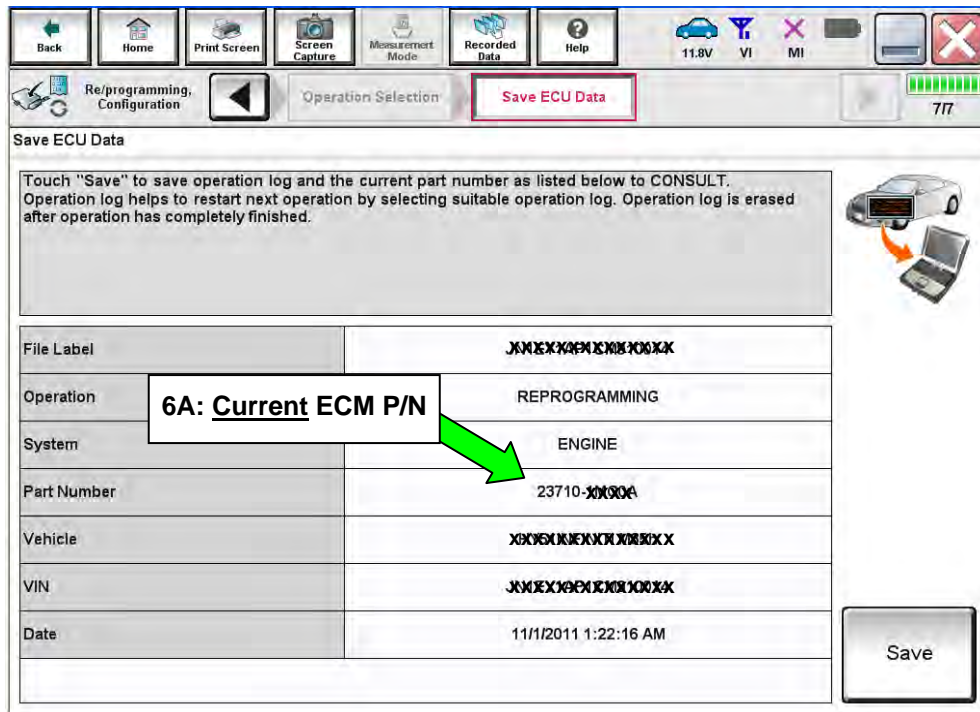 Back
Home
Print Screen
Screen Capture
Measurement Mode
Recorded Data
Help
11.8V
VI
MI
Re/programming, Configuration
Operation Selection
Save ECU Data
7/7
Save ECU Data
Touch "Save" to save operation log and the current part number as listed below to CONSULT.
Operation log helps to restart next operation by selecting suitable operation log. Operation log is erased
after operation has completely finished.
File Label
Operation REPROGRAMMING
6A: Current ECM P/N
System ENGINE
Part Number 23710-
Vehicle
VIN
Date 11/1/2011 1:22:16 AM
Save